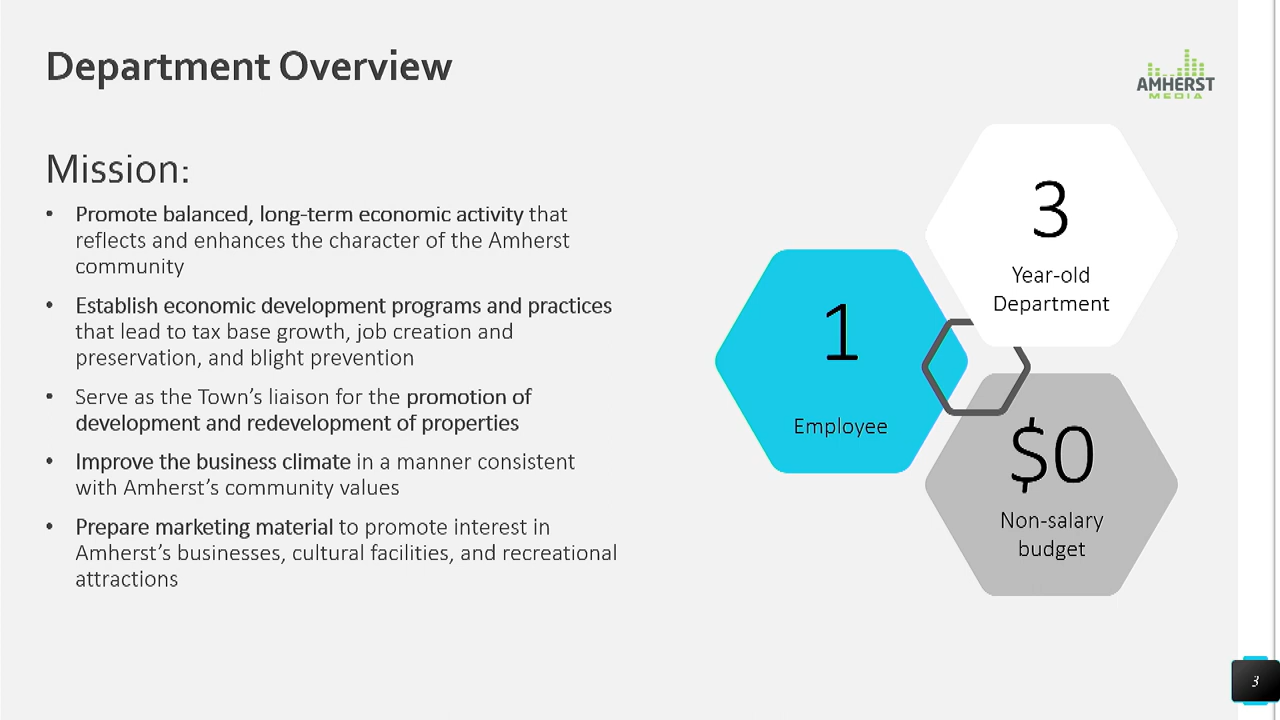 Department Overview
AMHERST
MEDIA
Mission:
• Promote balanced, long-term economic activity that
reflects and enhances the character of the Amherst
community
• Establish economic development programs and practices
that lead to tax base growth, job creation and
preservation, and blight prevention
• Serve as the Town’s liaison for the promotion of
development and redevelopment of properties
• Improve the business climate in a manner consistent
with Amherst’s community values
• Prepare marketing material to promote interest in
Amherst’s businesses, cultural facilities, and recreational
attractions
3
Year-old
Department
1
Employee
$0
Non-salary
budget
3